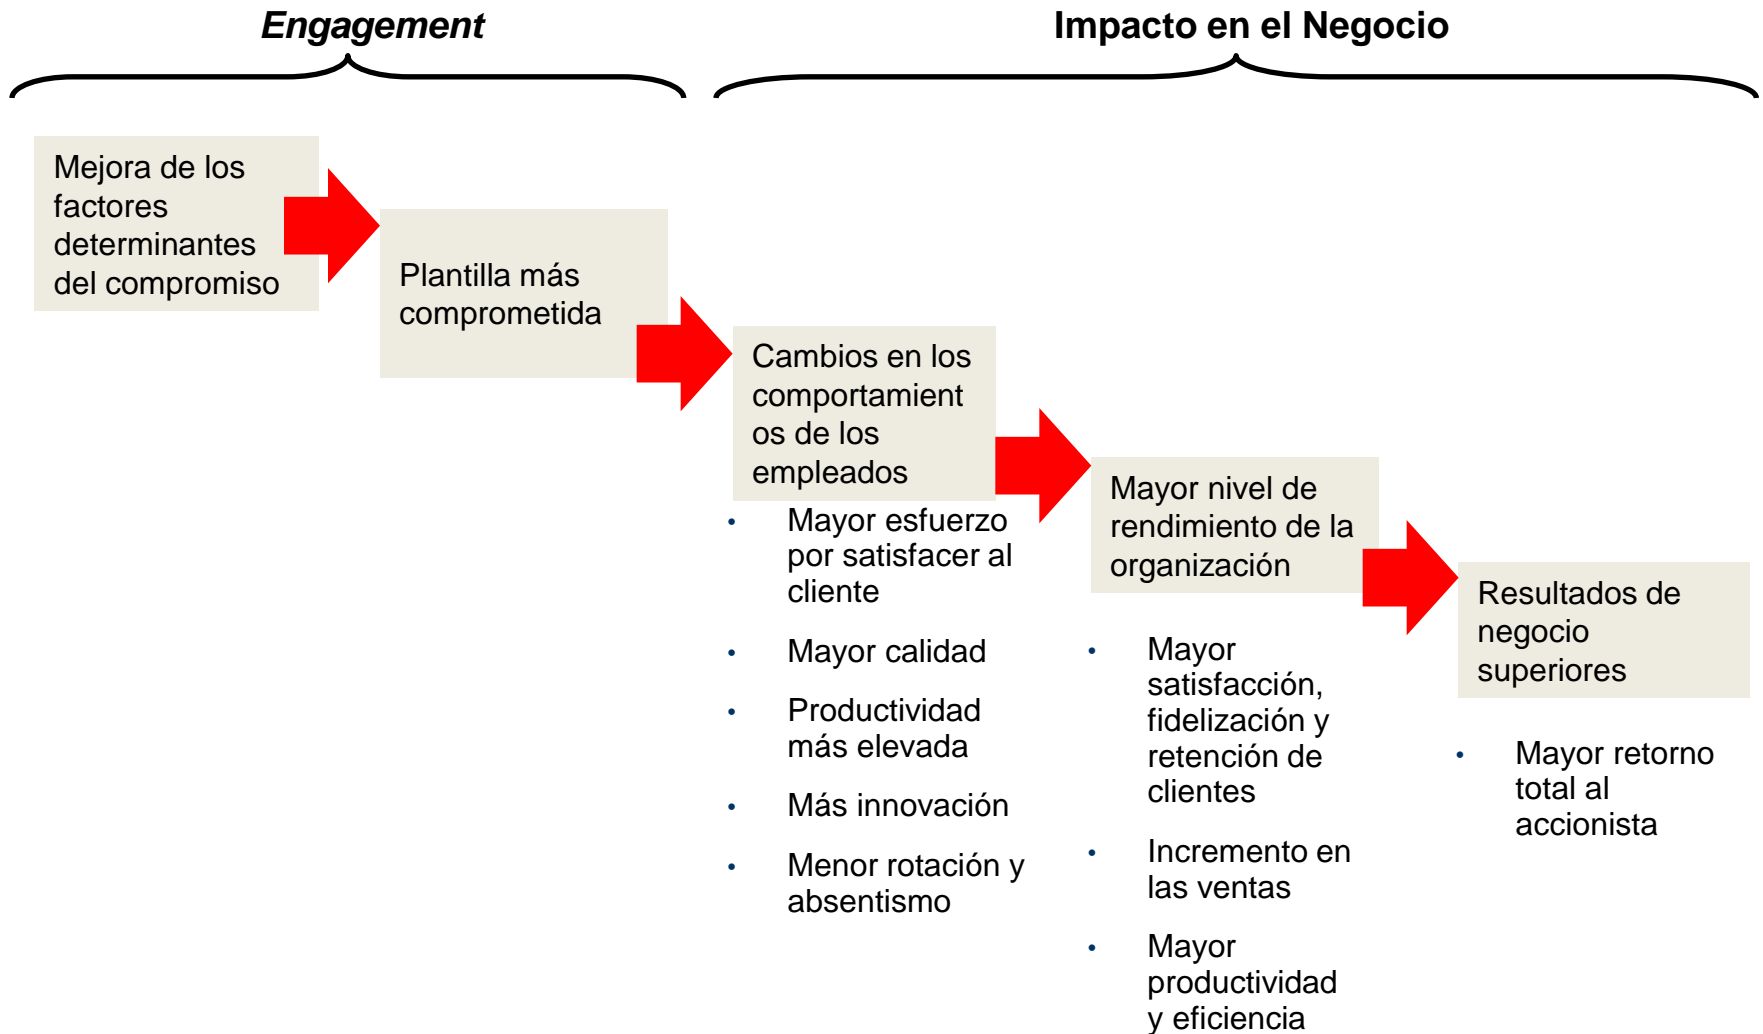 Engagement
Impacto en el Negocio
Mejora de los
factores
determinantes
del compromiso
Plantilla más
comprometida
Cambios en los
comportamient
os de los
empleados
• Mayor esfuerzo
por satisfacer al
cliente
• Mayor calidad
• Productividad
más elevada
• Más innovación
• Menor rotación y
absentismo
Mayor nivel de
rendimiento de la
organización
• Mayor
satisfacción,
fidelización y
retención de
clientes
• Incremento en
las ventas
• Mayor
productividad
y eficiencia
Resultados de
negocio
superiores
• Mayor retorno
total al
accionista